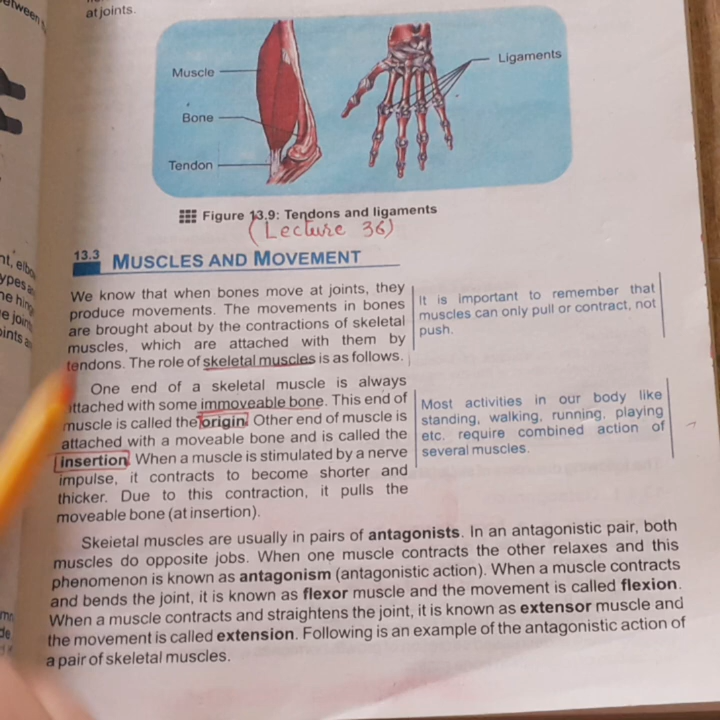 at joints.
Muscle
Bone
Tendon
Ligaments
Figure 13.9: Tendons and ligaments
(Lecture 36)
13.3 MUSCLES AND MOVEMENT
We know that when bones move at joints, they
produce movements. The movements in bones
are brought about by the contractions of skeletal
muscles, which are attached with them by
tendons. The role of skeletal muscles is as follows.
It is important to remember that
muscles can only pull or contract, not
push.
One end of a skeletal muscle is always
attached with some immoveable bone. This end of
muscle is called the origin. Other end of muscle is
attached with a moveable bone and is called the
insertion. When a muscle is stimulated by a nerve
impulse, it contracts to become shorter and
thicker. Due to this contraction, it pulls the
moveable bone (at insertion).
Most activities in our body like
standing, walking, running, playing
etc. require combined action of
several muscles.
Skeietal muscles are usually in pairs of antagonists. In an antagonistic pair, both
muscles do opposite jobs. When one muscle contracts the other relaxes and this
phenomenon is known as antagonism (antagonistic action). When a muscle contracts
and bends the joint, it is known as flexor muscle and the movement is called flexion.
When a muscle contracts and straightens the joint, it is known as extensor muscle and
the movement is called extension. Following is an example of the antagonistic action of
a pair of skeletal muscles.